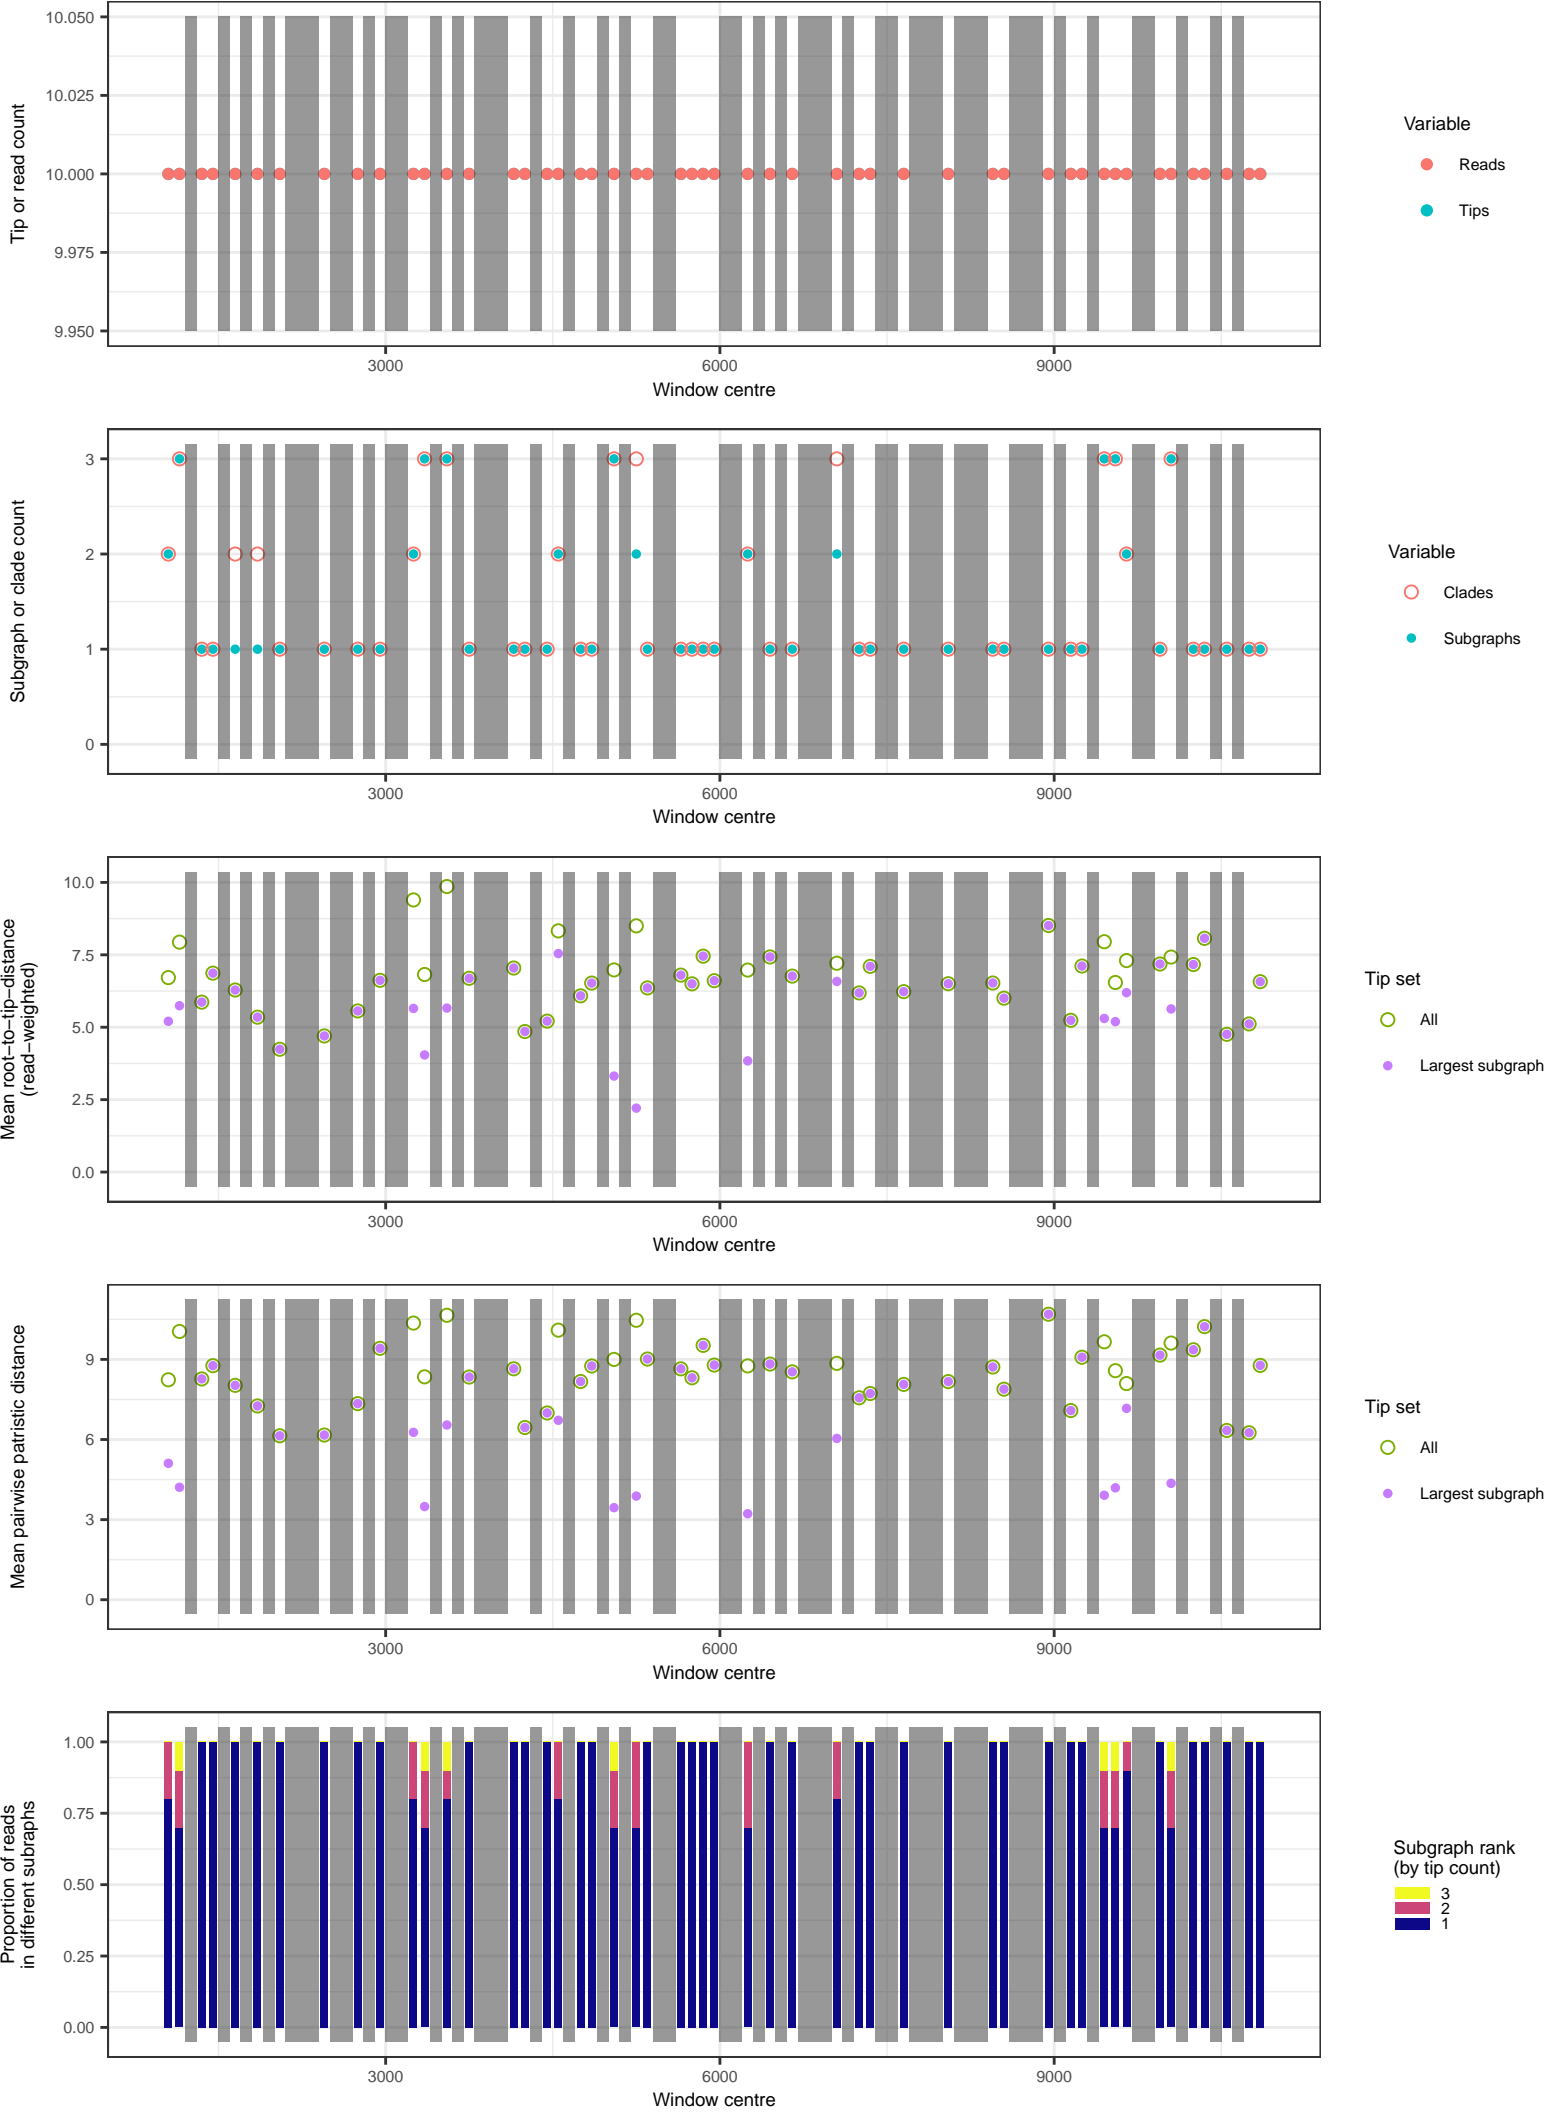 10.050
10.025
10.000
9.975
9.950
Tip or read count
3000
6000
9000
Window centre
Variable
Reads
Tips
3
2
1
0
Subgraph or clade count
3000
6000
9000
Window centre
Variable
Clades
Subgraphs
10.0
7.5
5.0
2.5
0.0
Mean root−to−tip−distance
(read−weighted)
3000
6000
9000
Window centre
Tip set
All
Largest subgraph
9
6
3
0
Mean pairwise patristic distance
3000
6000
9000
Window centre
Tip set
All
Largest subgraph
1.00
0.75
0.50
0.25
0.00
Proportion of reads
in different subraphs
3000
6000
9000
Window centre
Subgraph rank
(by tip count)
3
2
1